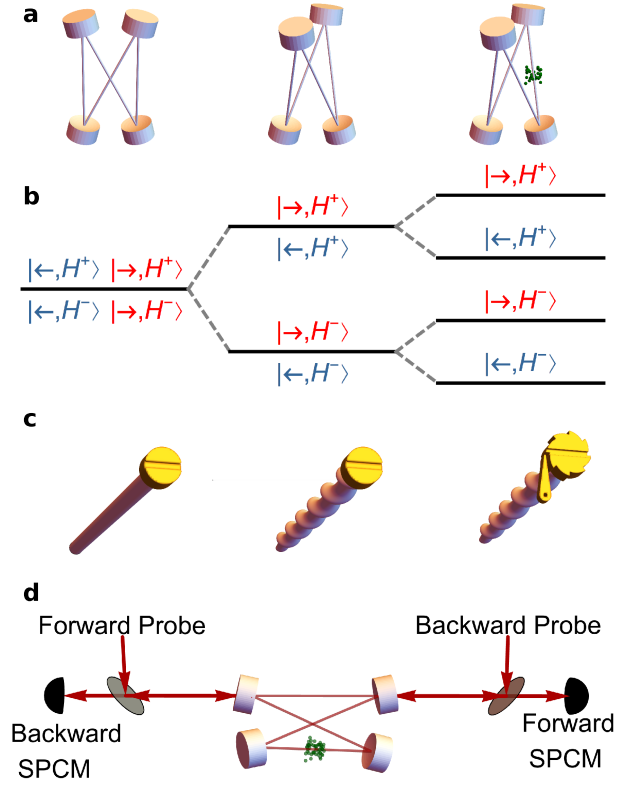 a
b
|→,H⁺⟩
|→,H⁺⟩
|←,H⁺⟩
|←,H⁺⟩
|←,H⁺⟩ |→,H⁺⟩
|←,H⁻⟩ |→,H⁻⟩
|→,H⁻⟩
|→,H⁻⟩
|←,H⁻⟩
|←,H⁻⟩
c
d
Forward Probe
Backward Probe
Backward
SPCM
Forward
SPCM